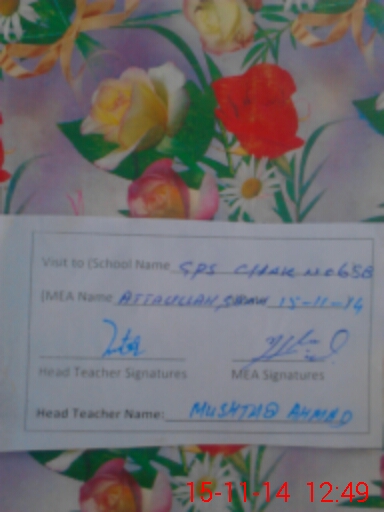 Visit to (School Name GPS CHAK NO 65B
(MEA Name ATTAULLAH SHAH 15-11-14
Head Teacher Signatures MEA Signatures
Head Teacher Name: MUSHTAQ AHMAD
15-11-14 12:49